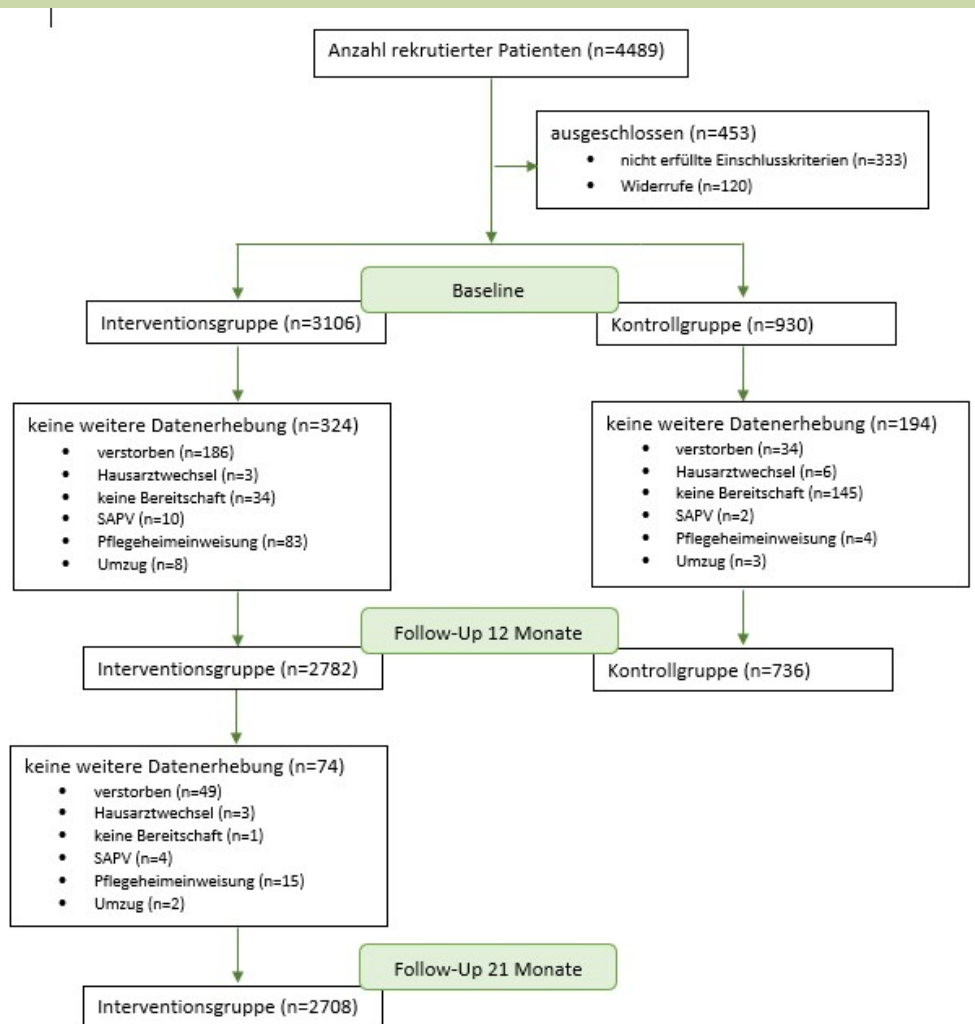 Anzahl rekrutierter Patienten (n=4489)
ausgeschlossen (n=453)
• nicht erfüllte Einschlusskriterien (n=333)
• Widerrufe (n=120)
Baseline
Interventionsgruppe (n=3106)
Kontrollgruppe (n=930)
keine weitere Datenerhebung (n=324)
• verstorben (n=186)
• Hausarztwechsel (n=3)
• keine Bereitschaft (n=34)
• SAPV (n=10)
• Pflegeheimeinweisung (n=83)
• Umzug (n=8)
keine weitere Datenerhebung (n=194)
• verstorben (n=34)
• Hausarztwechsel (n=6)
• keine Bereitschaft (n=145)
• SAPV (n=2)
• Pflegeheimeinweisung (n=4)
• Umzug (n=3)
Follow-Up 12 Monate
Interventionsgruppe (n=2782)
Kontrollgruppe (n=736)
keine weitere Datenerhebung (n=74)
• verstorben (n=49)
• Hausarztwechsel (n=3)
• keine Bereitschaft (n=1)
• SAPV (n=4)
• Pflegeheimeinweisung (n=15)
• Umzug (n=2)
Follow-Up 21 Monate
Interventionsgruppe (n=2708)